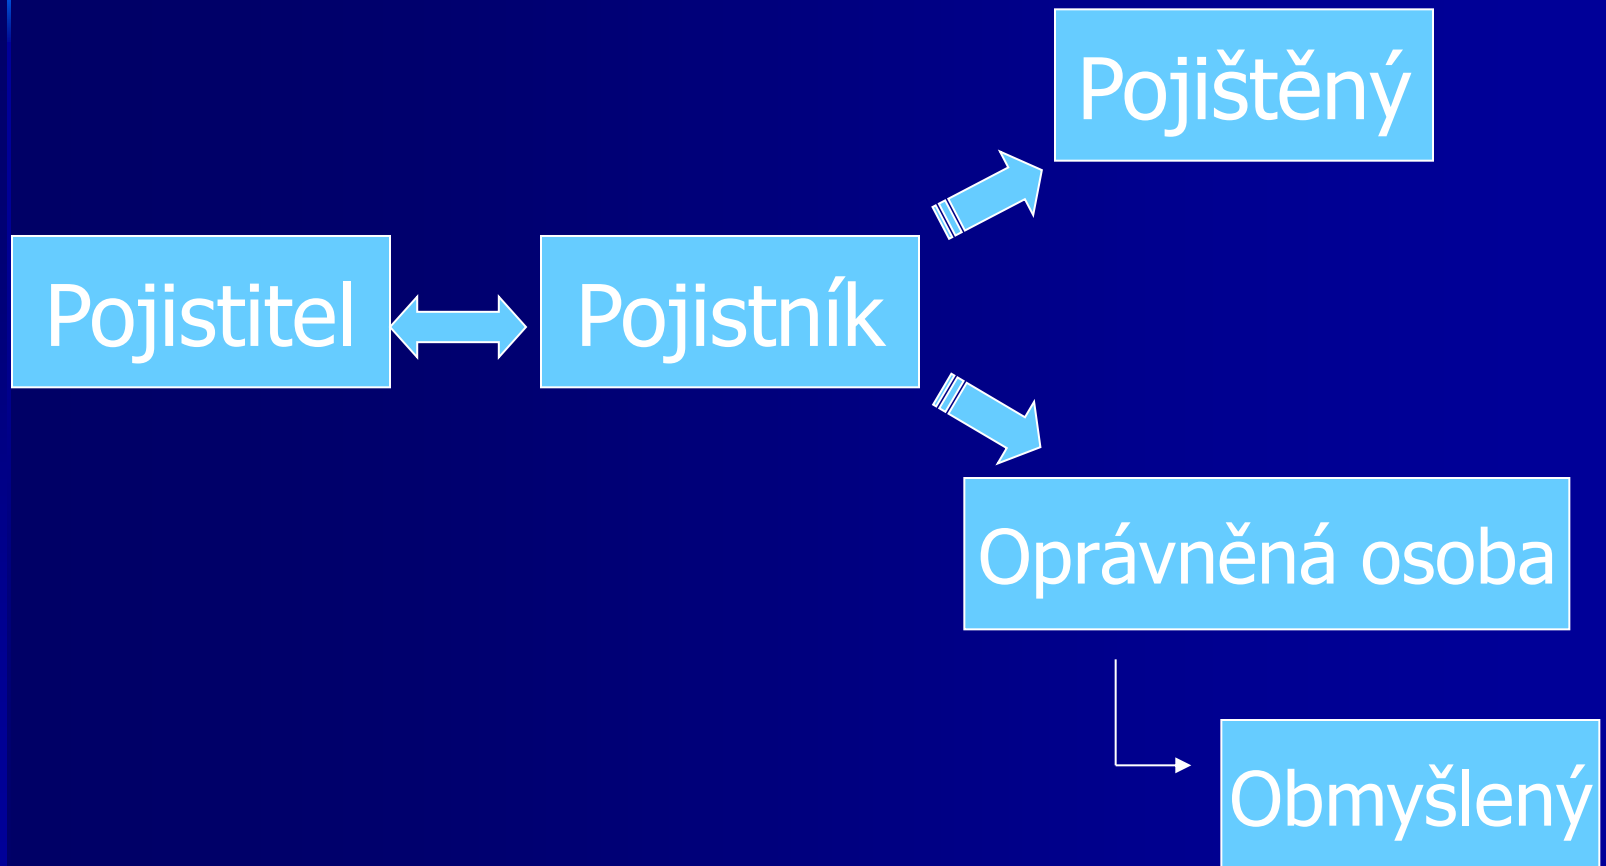 Pojištěný
Pojistitel
Pojistník
Oprávněná osoba
Obmyšlený